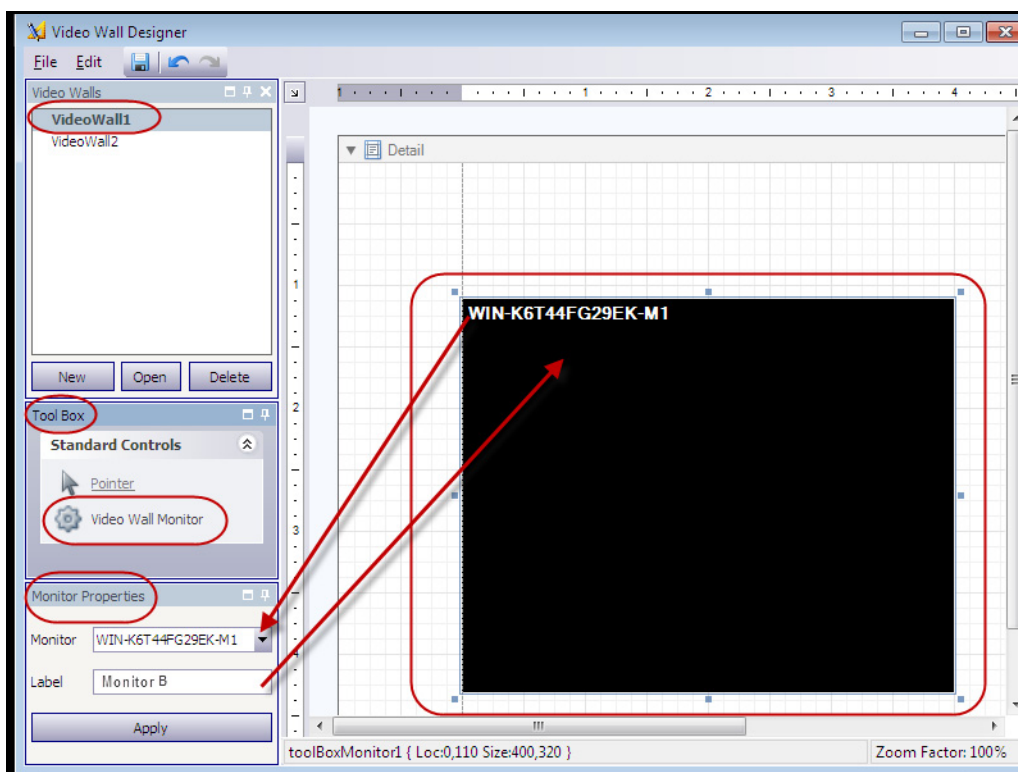 Video Wall Designer
File Edit
Video Walls
VideoWall1
VideoWall2
New Open Delete
Tool Box
Standard Controls
Pointer
Video Wall Monitor
Monitor Properties
Monitor WIN-K6T44FG29EK-M1
Label Monitor B
Apply
1 1 2 3 4
Detail
1
2
3
4
WIN-K6T44FG29EK-M1
toolBoxMonitor1 { Loc:0,110 Size:400,320 } Zoom Factor: 100%